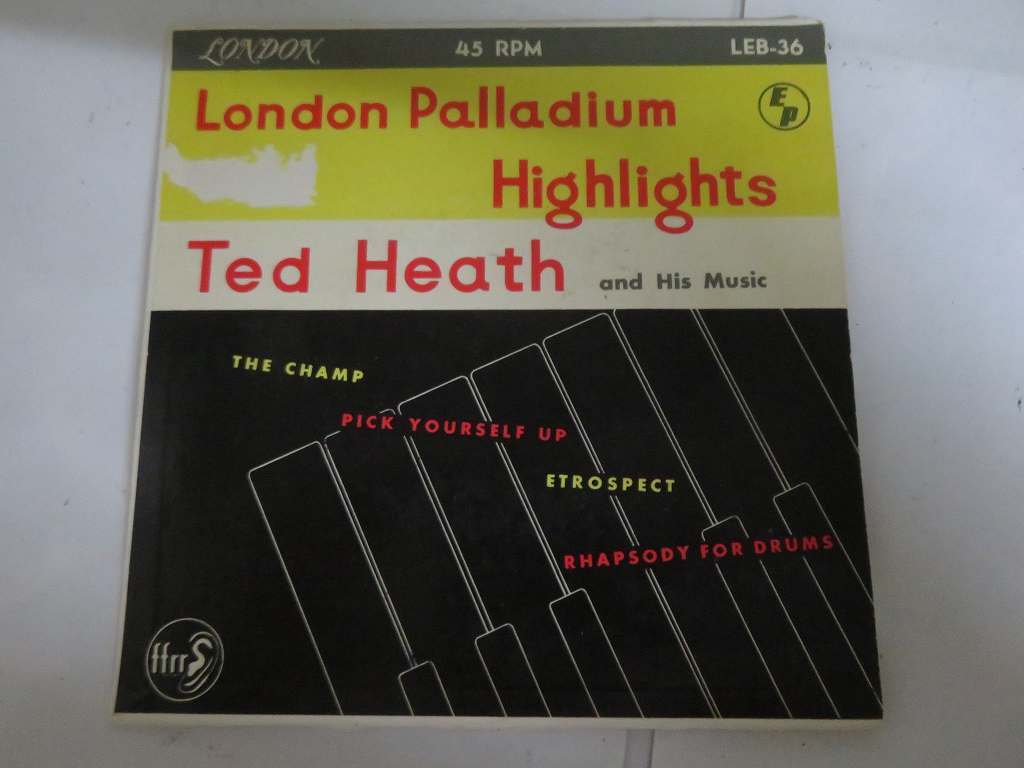 LONDON 45 RPM LEB-36
London Palladium
EP
Highlights
Ted Heath and His Music
THE CHAMP
PICK YOURSELF UP
ETROSPECT
RHAPSODY FOR DRUMS
ffrr